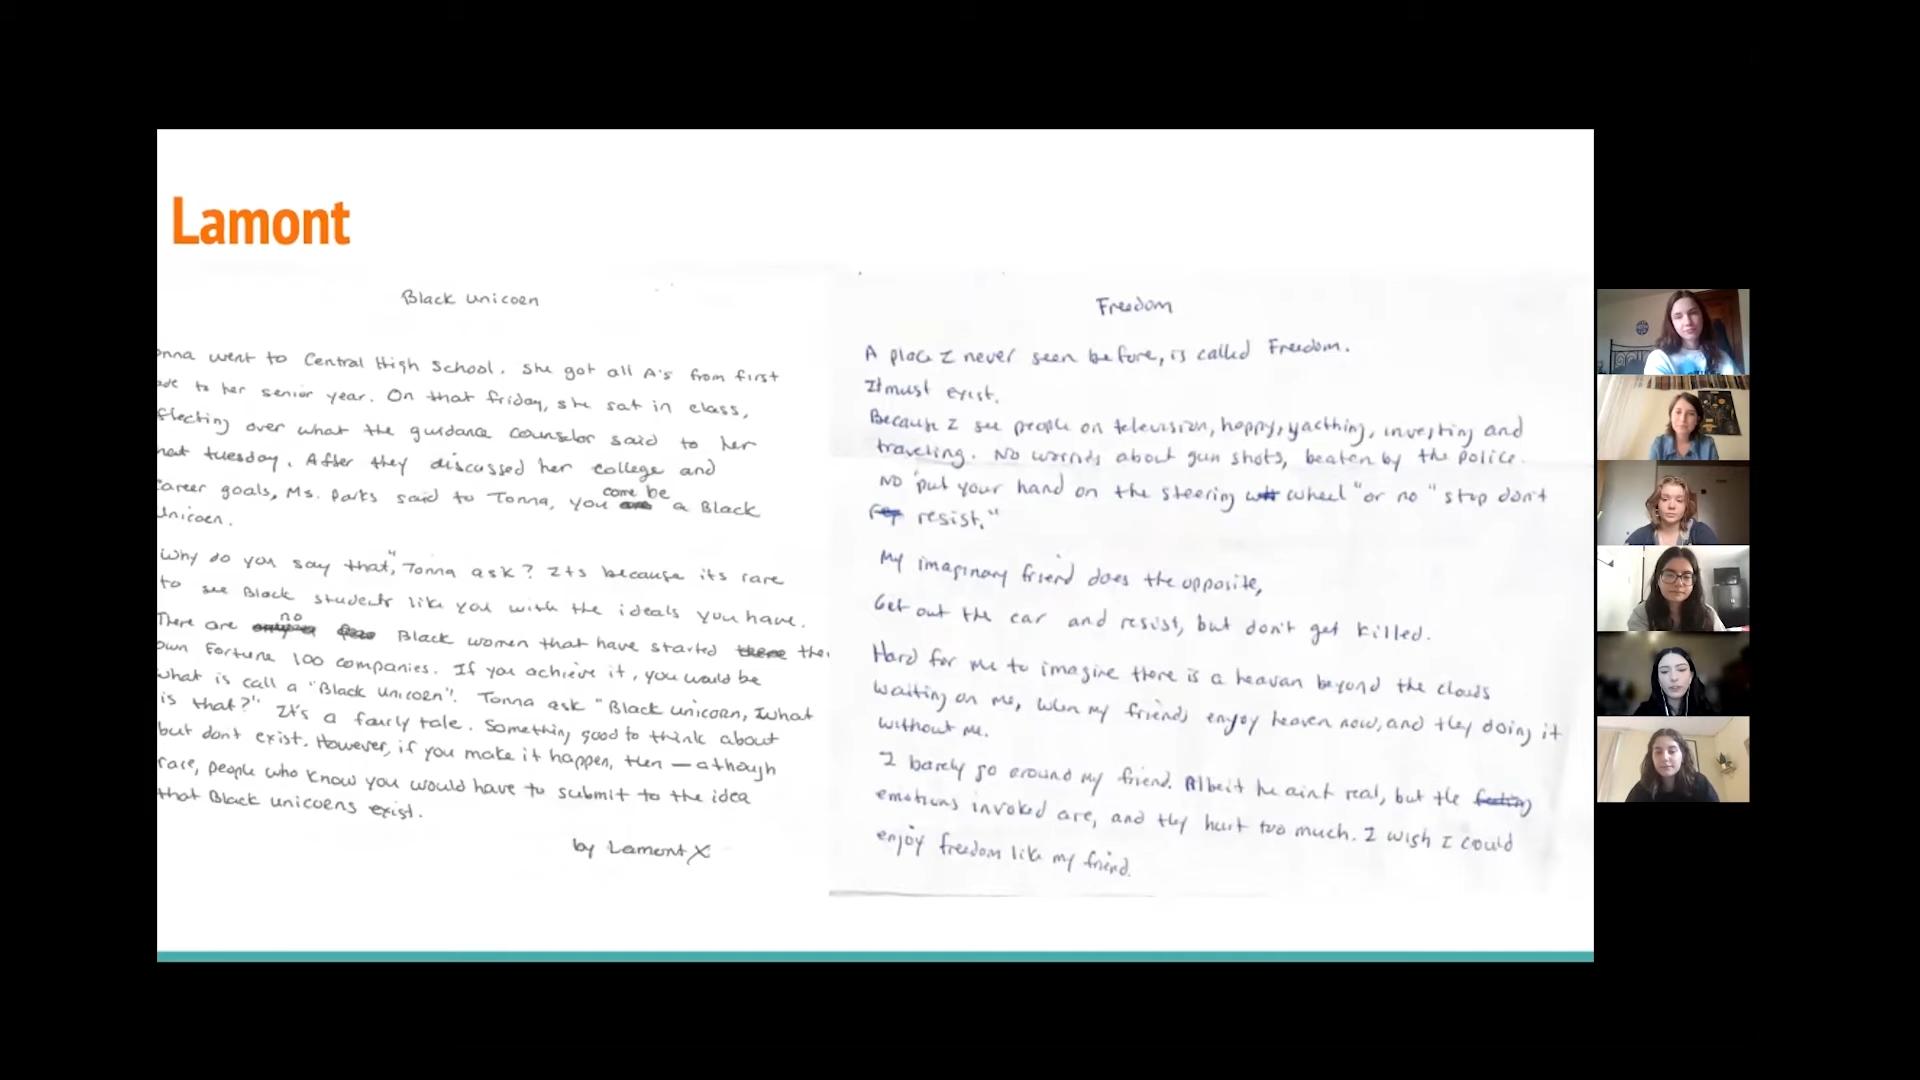 Lamont
Black Unicorn
onna went to Central High School. She got all A's from first
ade to her senior year. On that friday, she sat in class,
flecting over what the guidance counselor said to her
hat tuesday. After they discussed her college and
career goals, Ms. Parks said to Tonna, you come be a Black
Unicorn.
Why do you say that," Tonna ask? Its because its rare
to see Black students like you with the ideals you have.
There are no Black women that have started their
own Fortune 100 companies. If you achieve it, you would be
what is call a "Black Unicorn". Tonna ask "Black unicorn, what
is that?" It's a fairly tale. Something good to think about
but dont exist. However, if you make it happen, then — athough
rare, people who know you would have to submit to the idea
that Black unicorns exist.
by Lamont X
Freedom
A place I never seen before, is called Freedom.
It must exist.
Because I see people on television, happy, yacthing, investing and
traveling. No worrids about gun shots, beaten by the police.
No "put your hand on the steering wheel" or no "stop don't
resist."
My imaginary friend does the opposite,
Get out the car and resist, but don't get killed.
Hard for me to imagine there is a heavan beyond the clouds
waiting on me, when my friends enjoy heaven now, and they doing it
without me.
I barely go around my friend. Albeit he aint real, but the
emotions invoked are, and they hurt too much. I wish I could
enjoy freedom like my friend.